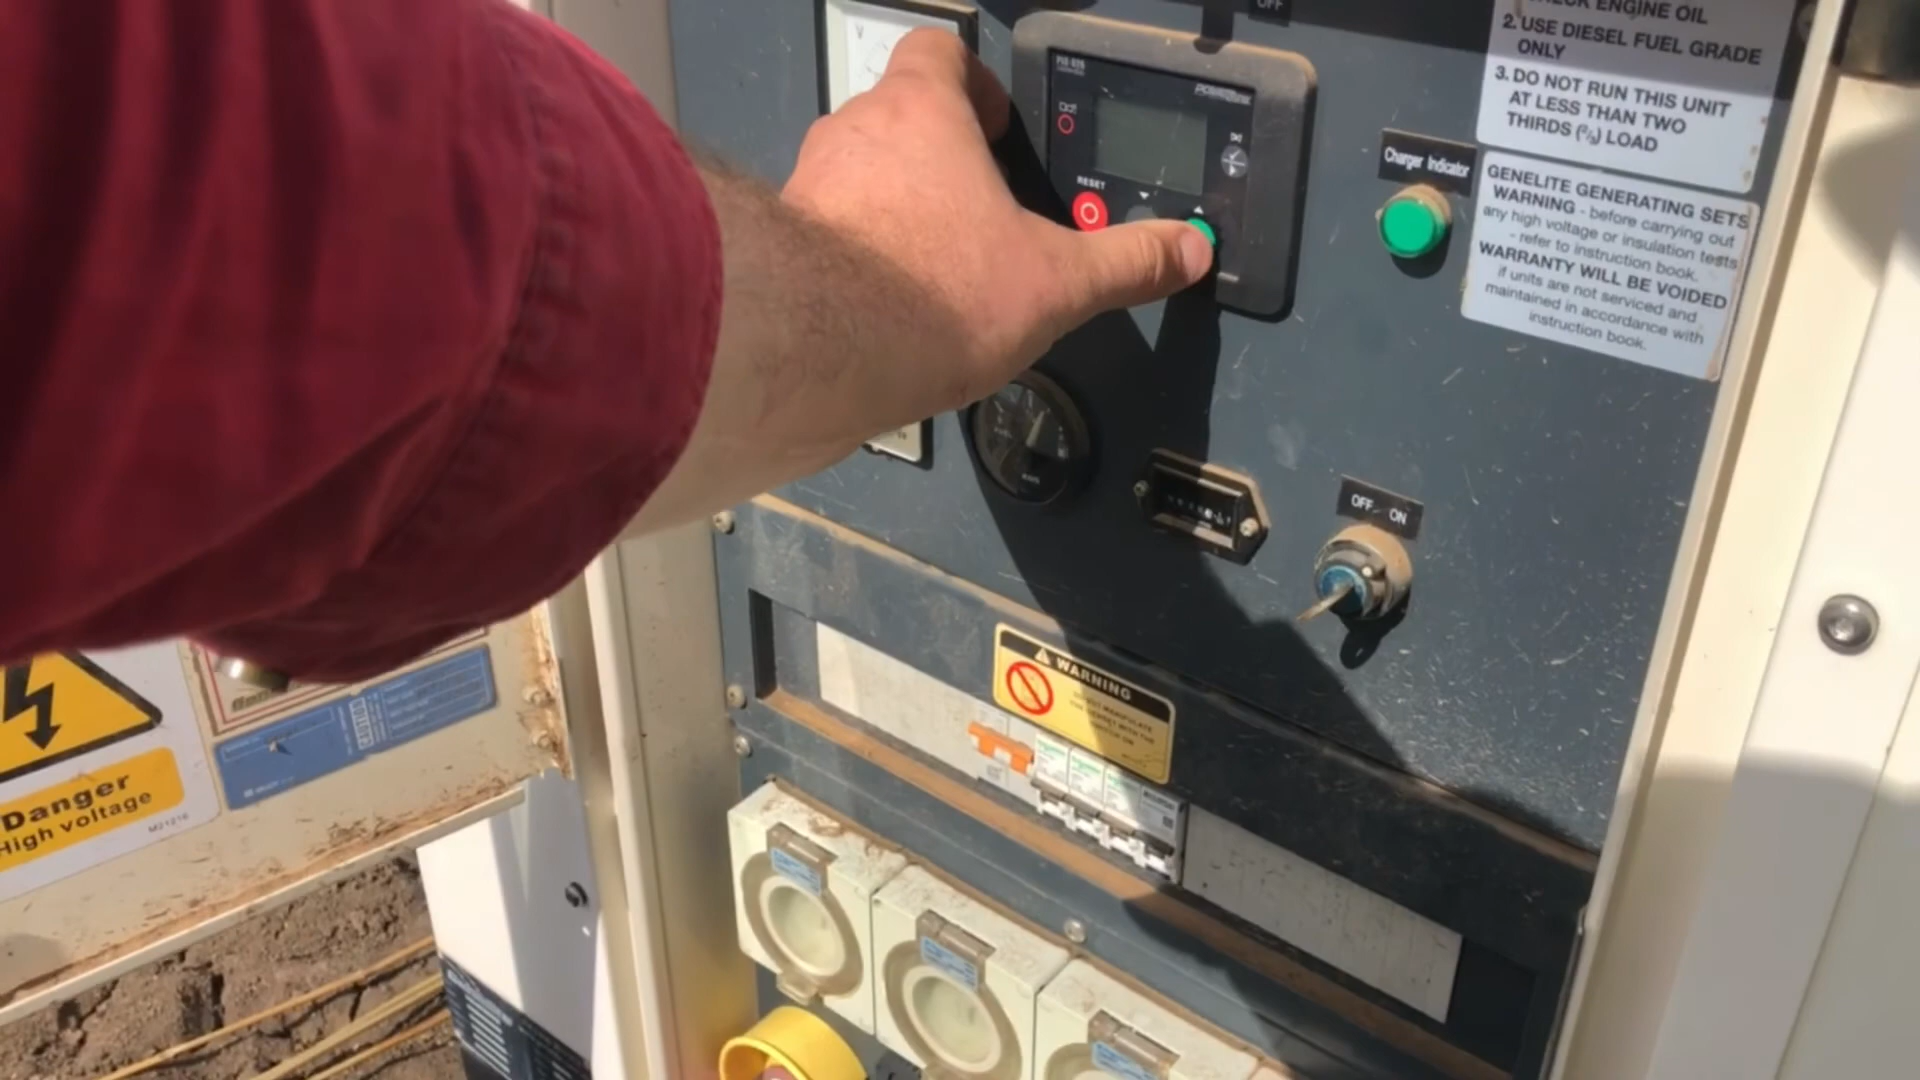 OFF
V
CHECK ENGINE OIL
2. USE DIESEL FUEL GRADE
ONLY
3. DO NOT RUN THIS UNIT
AT LESS THAN TWO
THIRDS (²/₃) LOAD
RESET
Charger Indicator
GENELITE GENERATING SETS
WARNING - before carrying out
any high voltage or insulation tests
- refer to instruction book.
WARRANTY WILL BE VOIDED
if units are not serviced and
maintained in accordance with
instruction book.
OFF ON
WARNING
Danger
High voltage